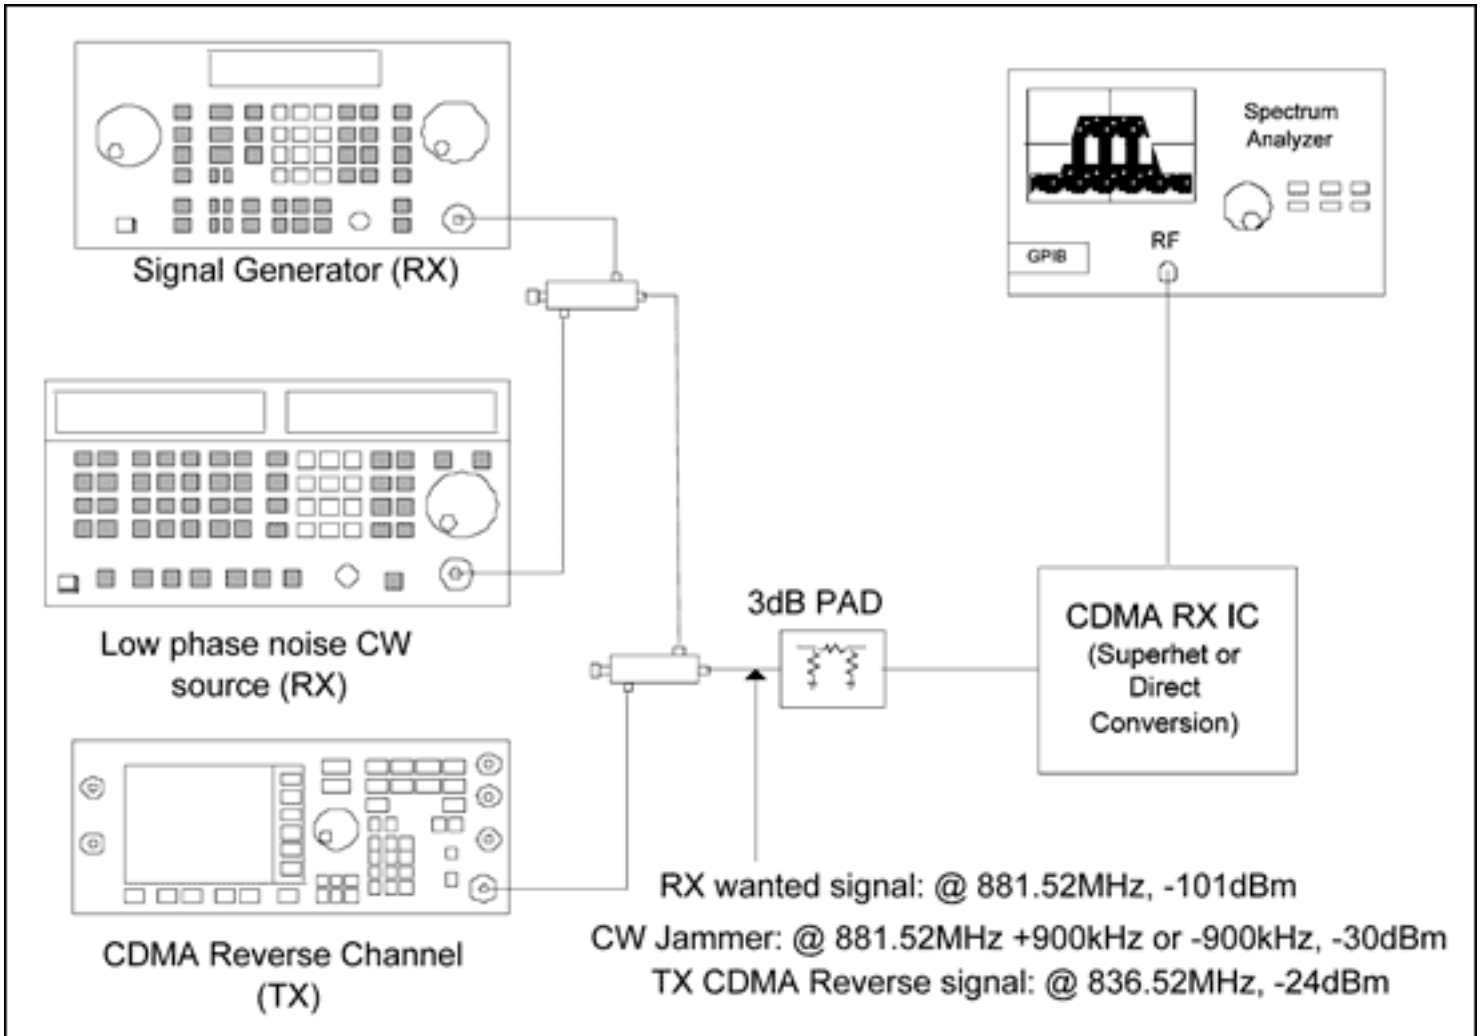 Signal Generator (RX)
Spectrum
Analyzer
RF
GPIB
Low phase noise CW
source (RX)
3dB PAD
CDMA RX IC
(Superhet or
Direct
Conversion)
CDMA Reverse Channel
(TX)
RX wanted signal: @ 881.52MHz, -101dBm
CW Jammer: @ 881.52MHz +900kHz or -900kHz, -30dBm
TX CDMA Reverse signal: @ 836.52MHz, -24dBm